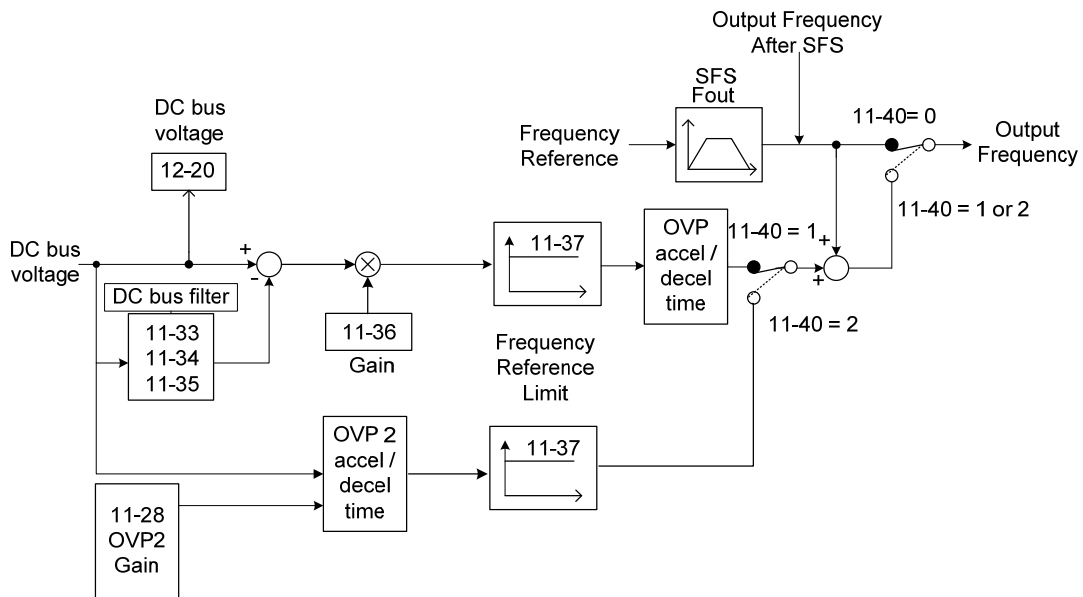 Output Frequency
After SFS
SFS
Fout
11-40= 0
Frequency
Reference
Output
Frequency
DC bus
voltage
12-20
11-40 = 1 or 2
DC bus
voltage
+
-
11-37
OVP
accel /
decel
time
11-40 = 1
+
+
DC bus filter
11-33
11-34
11-35
11-36
Gain
Frequency
Reference
Limit
11-40 = 2
OVP 2
accel /
decel
time
11-37
11-28
OVP2
Gain